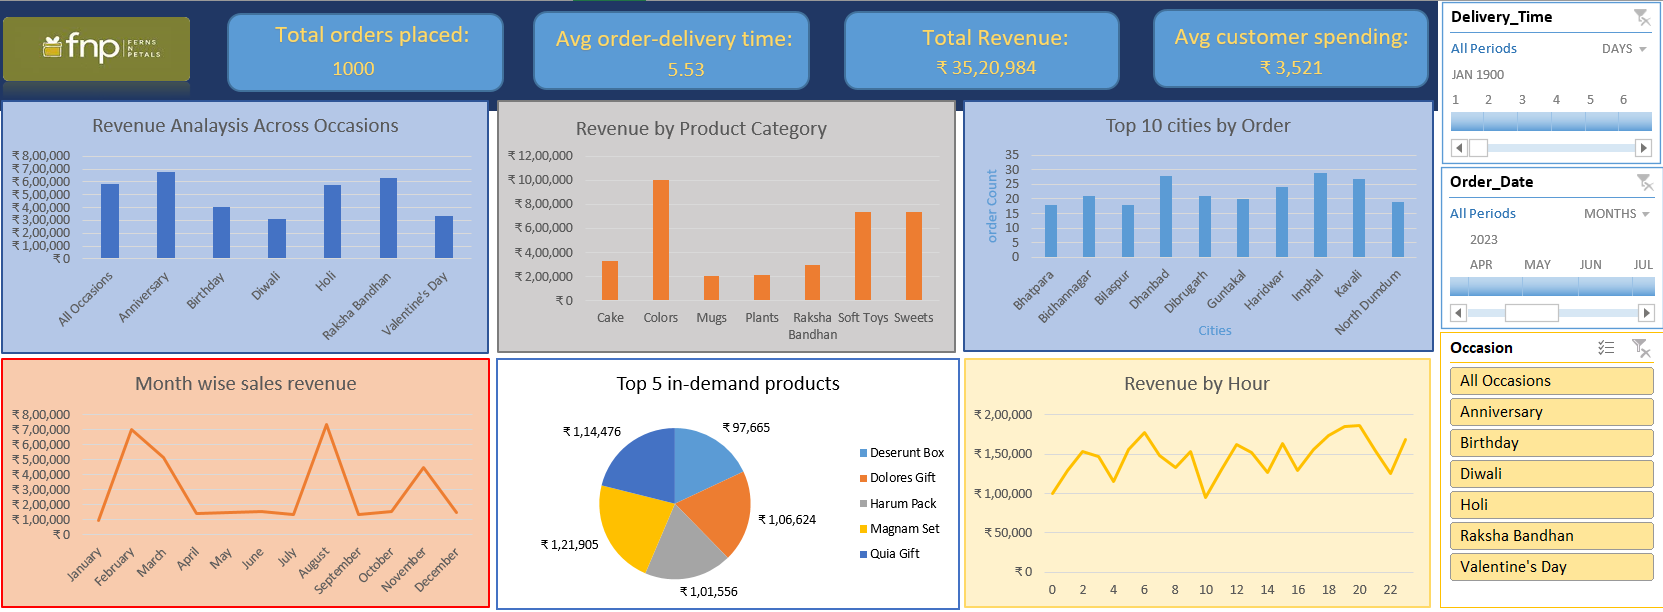 fnp
FERNS
N
PETALS
Total orders placed:
1000
Avg order-delivery time:
5.53
Total Revenue:
₹ 35,20,984
Avg customer spending:
₹ 3,521
Revenue Analaysis Across Occasions
₹ 8,00,000
₹ 7,00,000
₹ 6,00,000
₹ 5,00,000
₹ 4,00,000
₹ 3,00,000
₹ 2,00,000
₹ 1,00,000
₹ 0
All Occasions
Anniversary
Birthday
Diwali
Holi
Raksha Bandhan
Valentine's Day
Revenue by Product Category
₹ 12,00,000
₹ 10,00,000
₹ 8,00,000
₹ 6,00,000
₹ 4,00,000
₹ 2,00,000
₹ 0
Cake
Colors
Mugs
Plants
Raksha
Bandhan
Soft Toys
Sweets
Top 10 cities by Order
order Count
35
30
25
20
15
10
5
0
Bhatpara
Bidhannagar
Bilaspur
Dhanbad
Dibrugarh
Guntakal
Haridwar
Imphal
Kavali
North Dumdum
Cities
Month wise sales revenue
₹ 8,00,000
₹ 7,00,000
₹ 6,00,000
₹ 5,00,000
₹ 4,00,000
₹ 3,00,000
₹ 2,00,000
₹ 1,00,000
₹ 0
January
February
March
April
May
June
July
August
September
October
November
December
Top 5 in-demand products
₹ 1,14,476
₹ 97,665
₹ 1,06,624
₹ 1,21,905
₹ 1,01,556
Deserunt Box
Dolores Gift
Harum Pack
Magnam Set
Quia Gift
Revenue by Hour
₹ 2,00,000
₹ 1,50,000
₹ 1,00,000
₹ 50,000
₹ 0
0 2 4 6 8 10 12 14 16 18 20 22
Delivery_Time
All Periods DAYS
JAN 1900
1 2 3 4 5 6
Order_Date
All Periods MONTHS
2023
APR MAY JUN JUL
Occasion
All Occasions
Anniversary
Birthday
Diwali
Holi
Raksha Bandhan
Valentine's Day